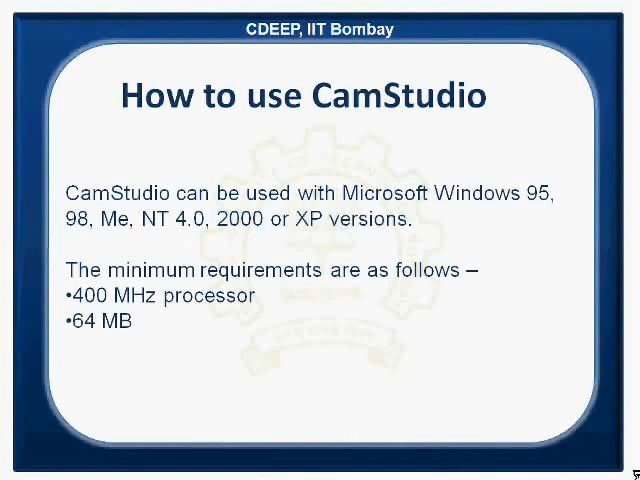 CDEEP, IIT Bombay
How to use CamStudio
CamStudio can be used with Microsoft Windows 95,
98, Me, NT 4.0, 2000 or XP versions.
The minimum requirements are as follows –
•400 MHz processor
•64 MB